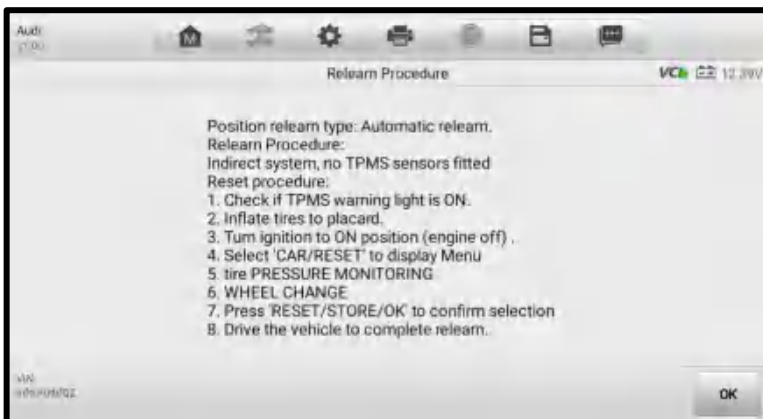 Audi
Relearn Procedure
VCI
Position relearn type: Automatic relearn.
Relearn Procedure:
Indirect system, no TPMS sensors fitted
Reset procedure:
1. Check if TPMS warning light is ON.
2. Inflate tires to placard.
3. Turn ignition to ON position (engine off) .
4. Select 'CAR/RESET' to display Menu
5. tire PRESSURE MONITORING
6. WHEEL CHANGE
7. Press 'RESET/STORE/OK' to confirm selection
8. Drive the vehicle to complete relearn.
VIN
OK